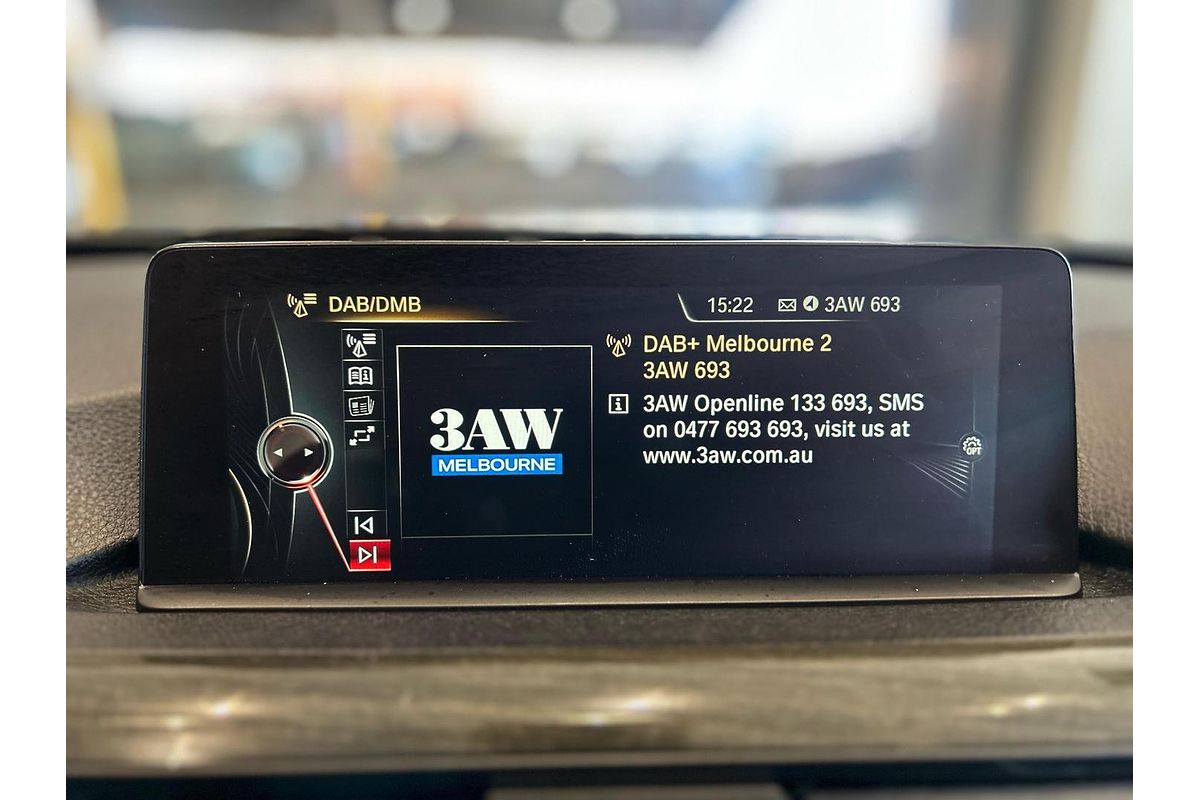 DAB/DMB
15:22
3AW 693
DAB+ Melbourne 2
3AW 693
3AW Openline 133 693, SMS
on 0477 693 693, visit us at
www.3aw.com.au
3AW
MELBOURNE
OPT